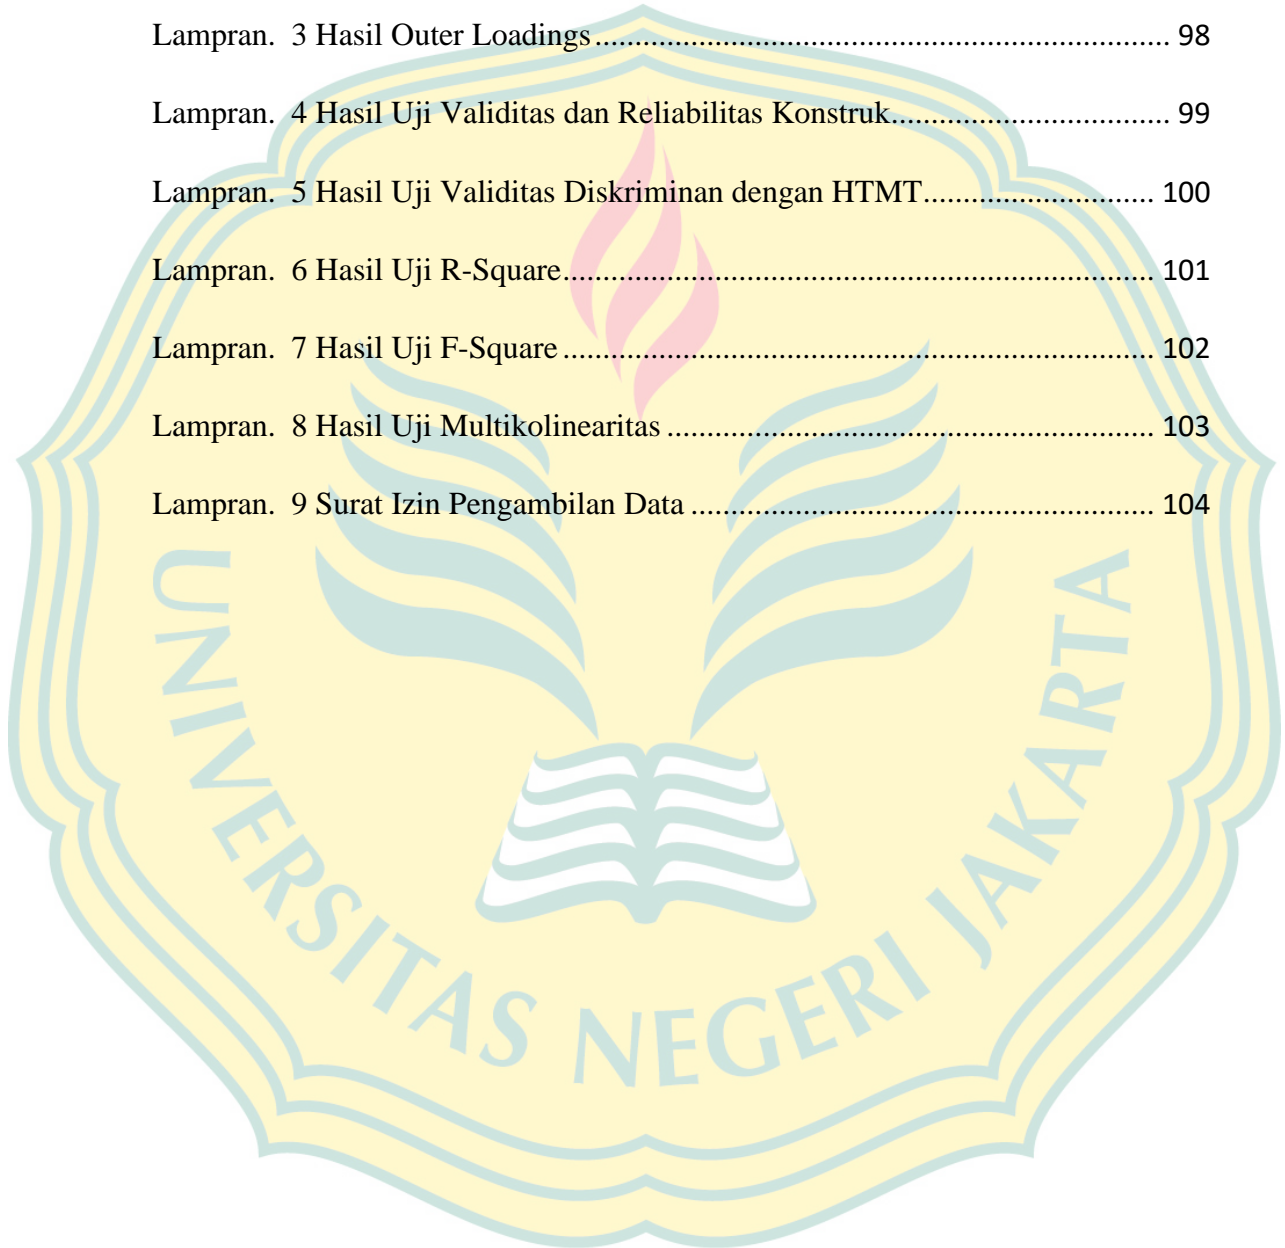 Lampran.  3 Hasil Outer Loadings ........................................................................ 98
Lampran.  4 Hasil Uji Validitas dan Reliabilitas Konstruk................................... 99
Lampran.  5 Hasil Uji Validitas Diskriminan dengan HTMT............................. 100
Lampran.  6 Hasil Uji R-Square.......................................................................... 101
Lampran.  7 Hasil Uji F-Square .......................................................................... 102
Lampran.  8 Hasil Uji Multikolinearitas ............................................................. 103
Lampran.  9 Surat Izin Pengambilan Data .......................................................... 104
UNIVERSITAS NEGERI JAKARTA